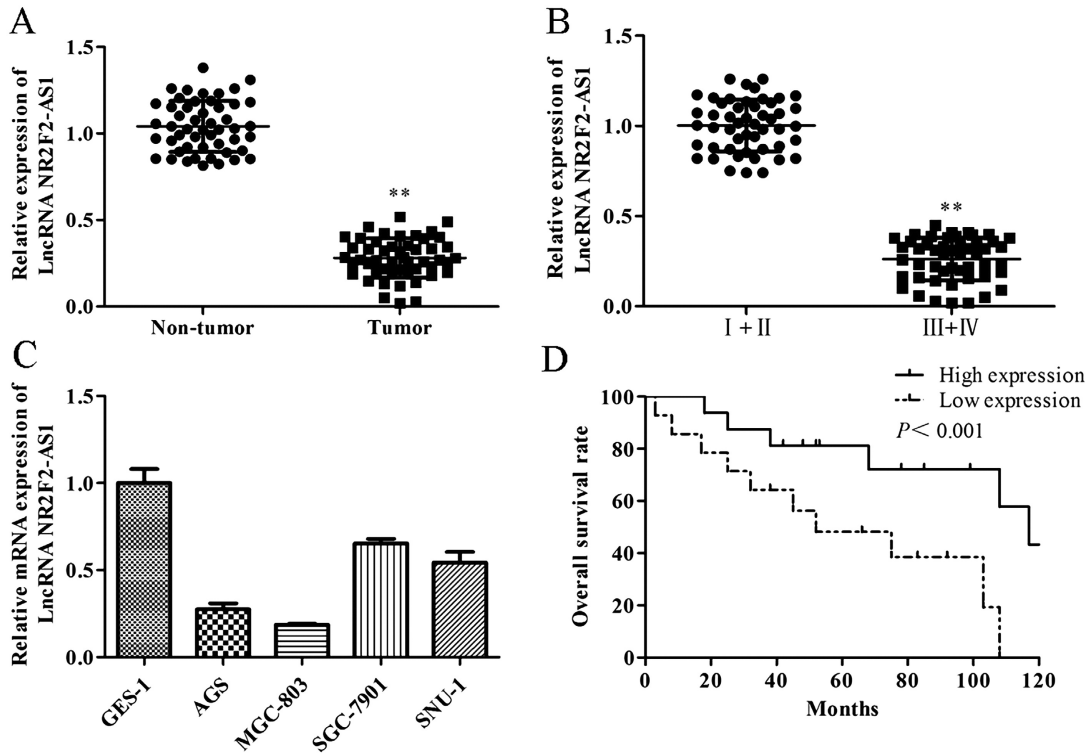 A
Relative expression of
LncRNA NR2F2-AS1
1.5
1.0
0.5
0.0
**
Non-tumor
Tumor
B
Relative expression of
LncRNA NR2F2-AS1
1.5
1.0
0.5
0.0
**
I + II
III+IV
C
Relative mRNA expression of
LncRNA NR2F2-AS1
1.5
1.0
0.5
0.0
GES-1
AGS
MGC-803
SGC-7901
SNU-1
D
High expression
Low expression
P< 0.001
Overall survival rate
100
80
60
40
20
0
0
20
40
60
80
100
120
Months